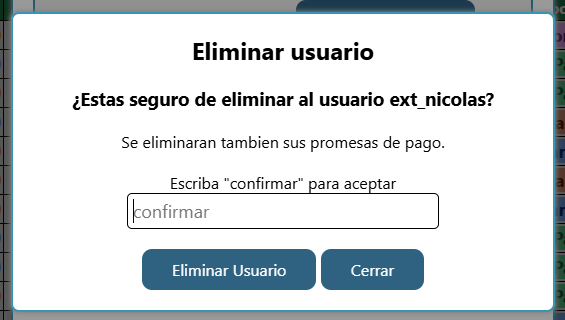 Eliminar usuario
¿Estas seguro de eliminar al usuario ext_nicolas?
Se eliminaran tambien sus promesas de pago.
Escriba "confirmar" para aceptar
confirmar
Eliminar Usuario
Cerrar